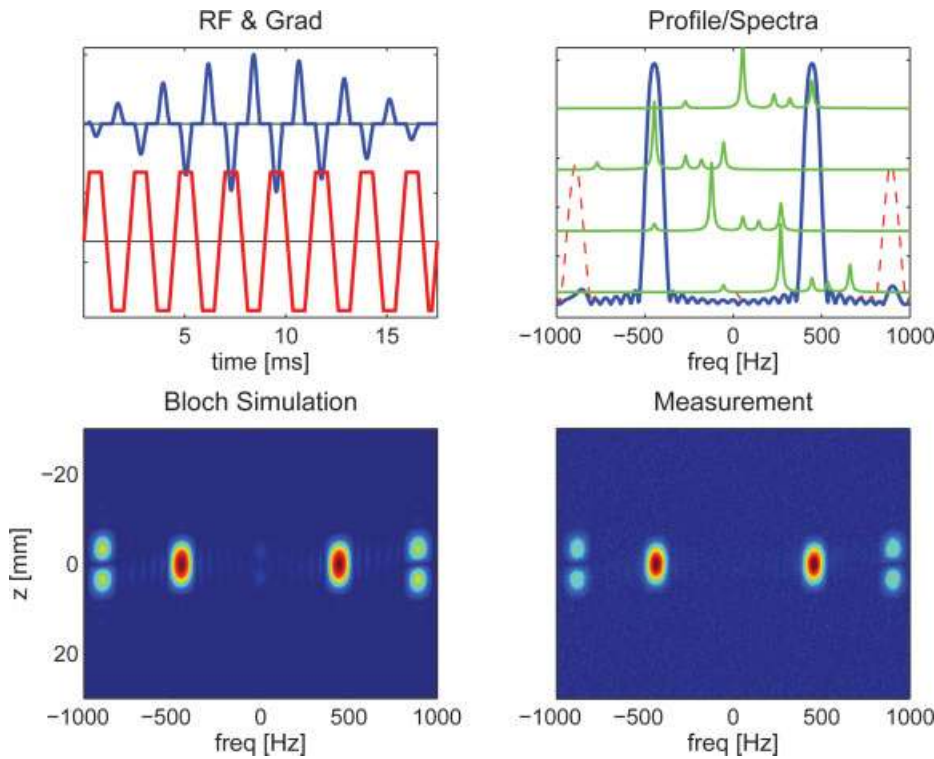 RF & Grad
5 10 15
time [ms]
Profile/Spectra
−1000 −500 0 500 1000
freq [Hz]
Bloch Simulation
z [mm]
−20
0
20
−1000 −500 0 500 1000
freq [Hz]
Measurement
−1000 −500 0 500 1000
freq [Hz]